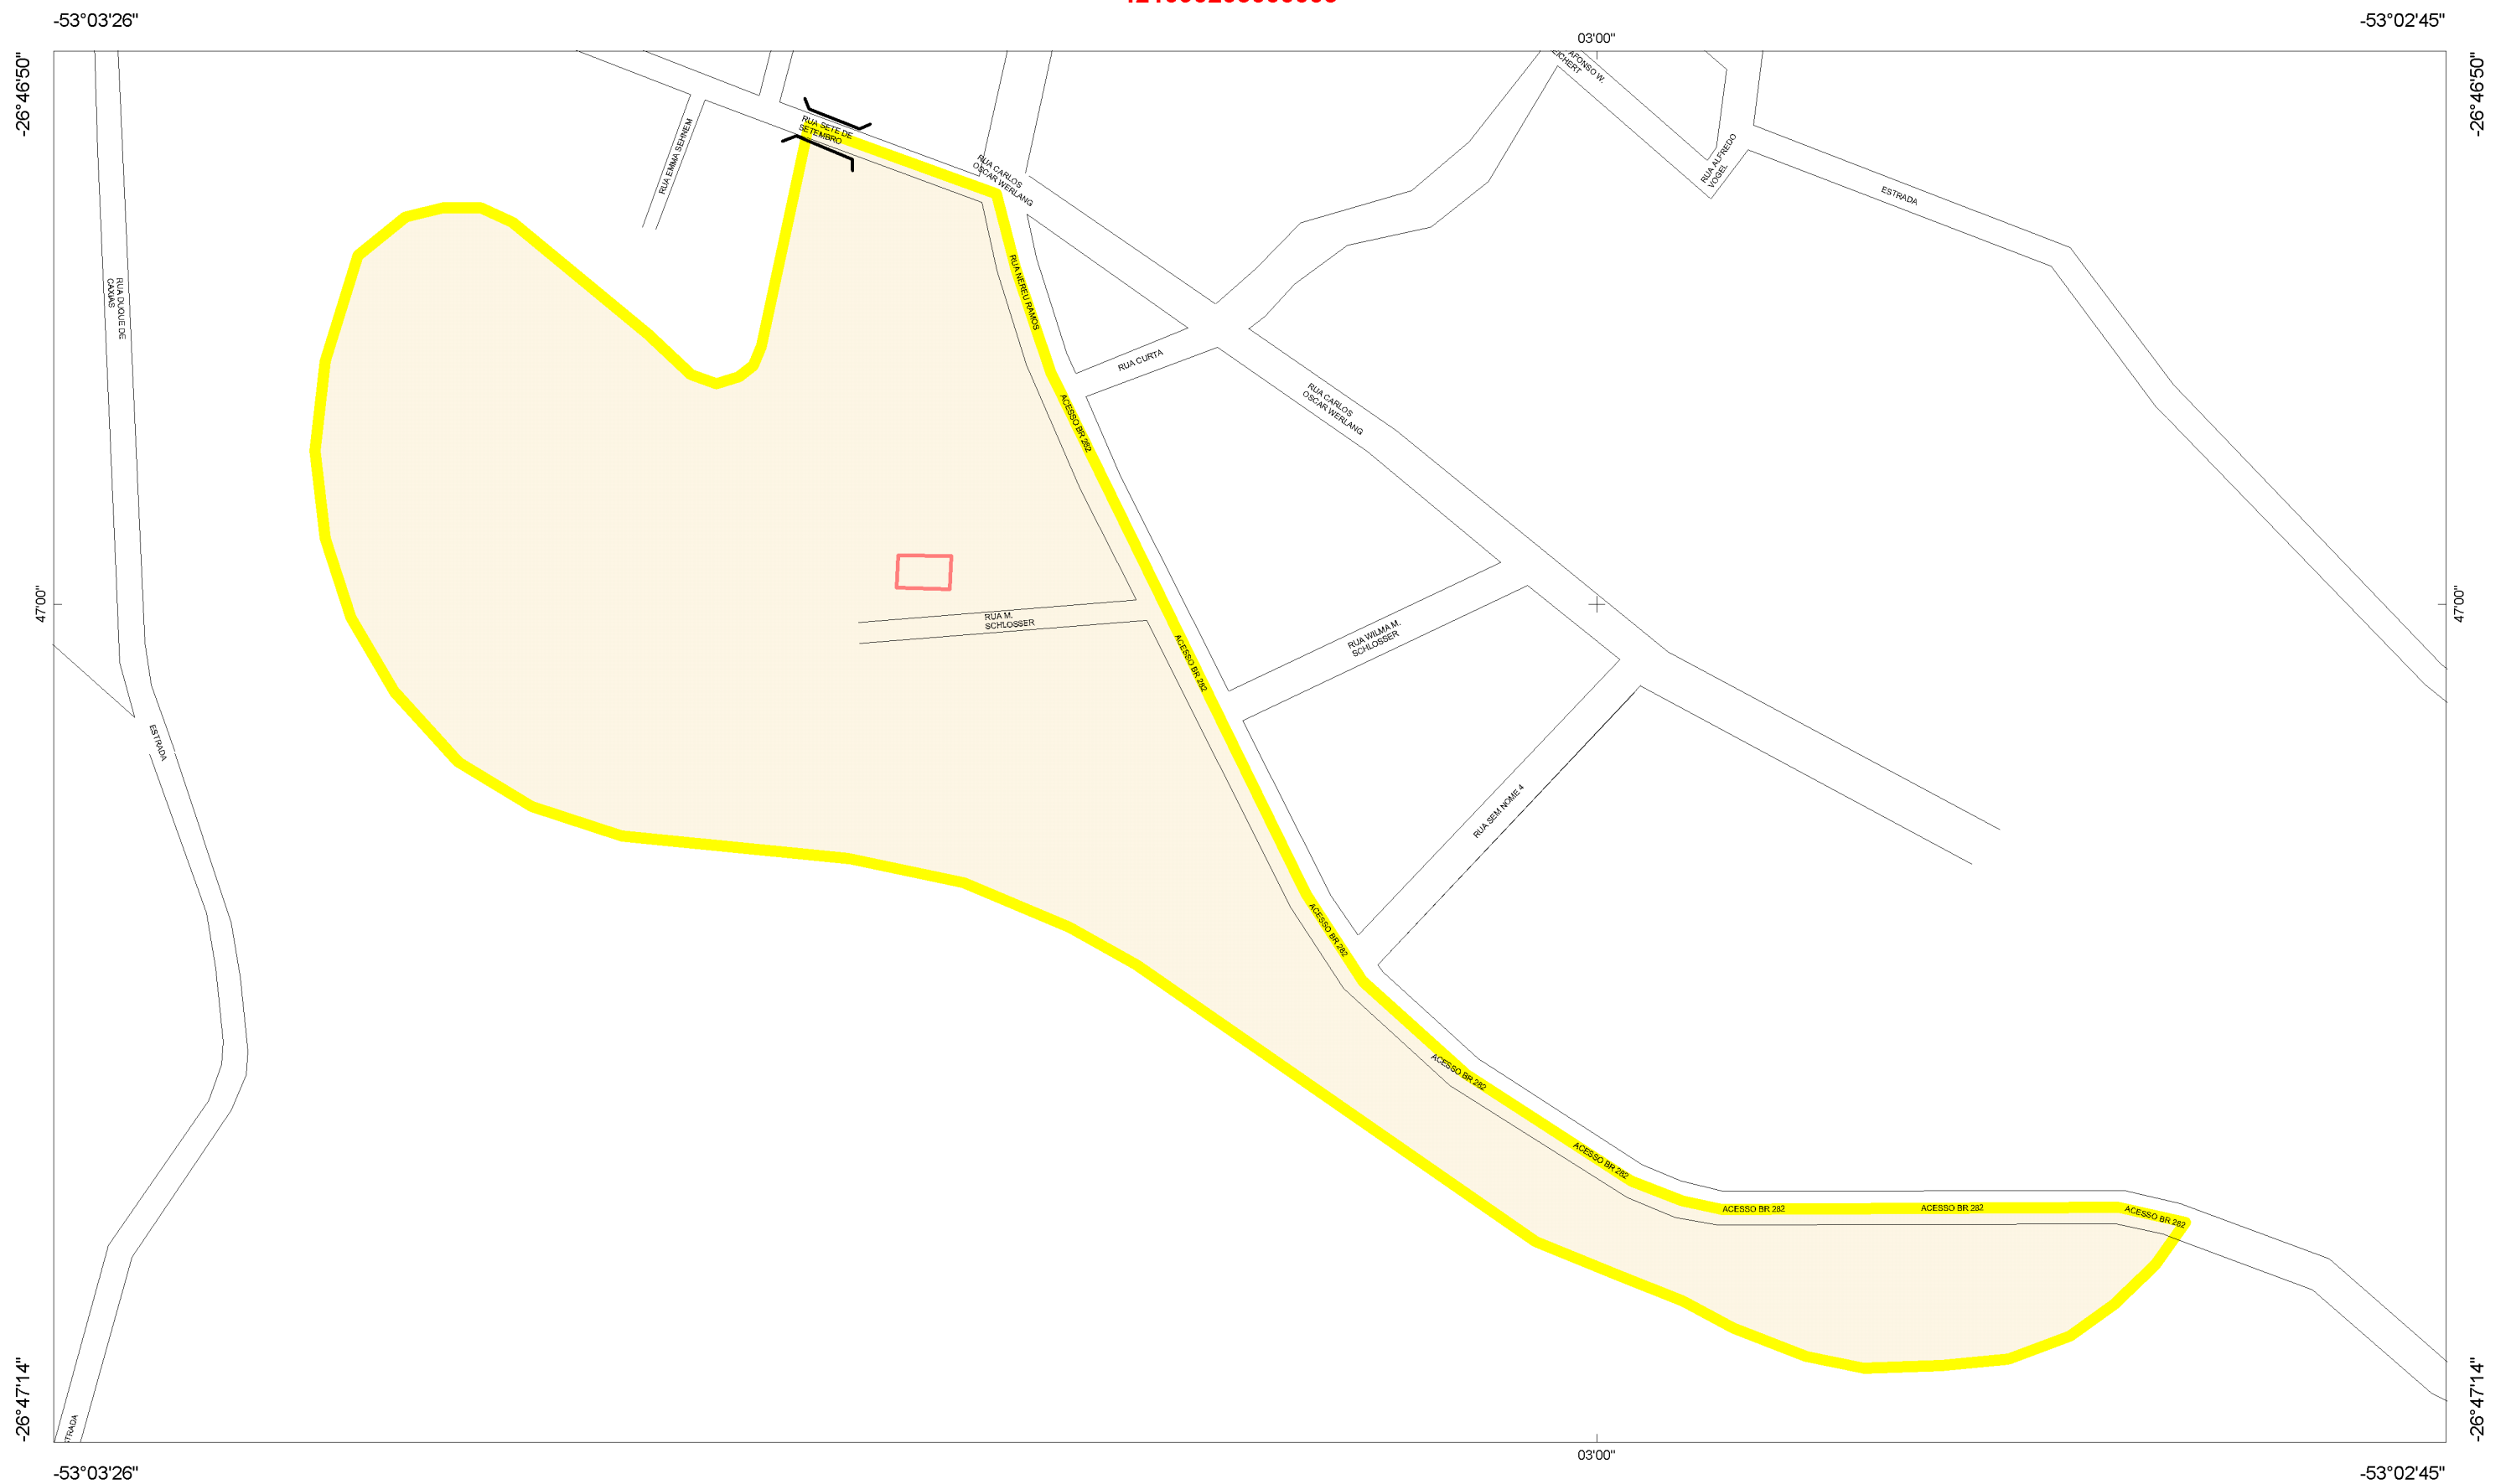 -53°03'26"
-53°02'45"
03'00"
-26°46'50"
-26°46'50"
AFONSO W.
RUA SETE DE
SETEMBRO
RUA EMMA SEHNEM
RUA CARLOS
OSCAR WERLANG
RUA ALFREDO
VOGEL
ESTRADA
RUA DUQUE DE
CAXIAS
RUA NEREU RAMOS
RUA CURTA
ACESSO BR 282
RUA CARLOS
OSCAR WERLANG
47'00"
47'00"
RUA M.
SCHLOSSER
RUA WILMA M.
SCHLOSSER
ACESSO BR 282
ESTRADA
RUA SEM NOME 4
ACESSO BR 282
ACESSO BR 282
ACESSO BR 282
ACESSO BR 282
ACESSO BR 282
ACESSO BR 282
-26°47'14"
-26°47'14"
TRADA
03'00"
-53°03'26"
-53°02'45"